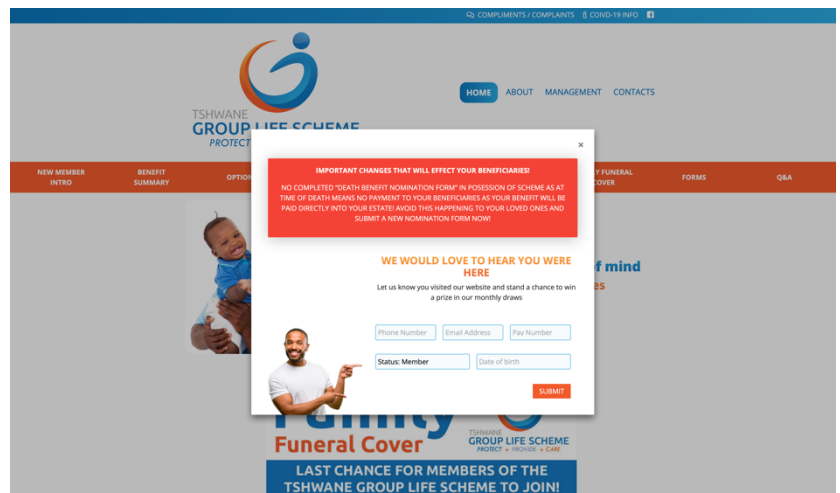 COMPLIMENTS / COMPLAINTS COIVD-19 INFO
TSHWANE
GROUP LIFE SCHEME
PROTECT
HOME ABOUT MANAGEMENT CONTACTS
NEW MEMBER INTRO
BENEFIT SUMMARY
FUNERAL
FORMS
Q&A
×
IMPORTANT CHANGES THAT WILL EFFECT YOUR BENEFICIARIES!
NO COMPLETED "DEATH BENEFIT NOMINATION FORM" IN POSESSION OF SCHEME AS AT
TIME OF DEATH MEANS NO PAYMENT TO YOUR BENEFICIARIES AS YOUR BENEFIT WILL BE
PAID DIRECTLY INTO YOUR ESTATE! AVOID THIS HAPPENING TO YOUR LOVED ONES AND
SUBMIT A NEW NOMINATION FORM NOW!
WE WOULD LOVE TO HEAR YOU WERE
HERE
Let us know you visited our website and stand a chance to win
a prize in our monthly draws
Phone Number Email Address Pay Number
Status: Member Date of birth
SUBMIT
of mind
Family
Funeral Cover
TSHWANE
GROUP LIFE SCHEME
PROTECT • PROVIDE • CARE
LAST CHANCE FOR MEMBERS OF THE
TSHWANE GROUP LIFE SCHEME TO JOIN!